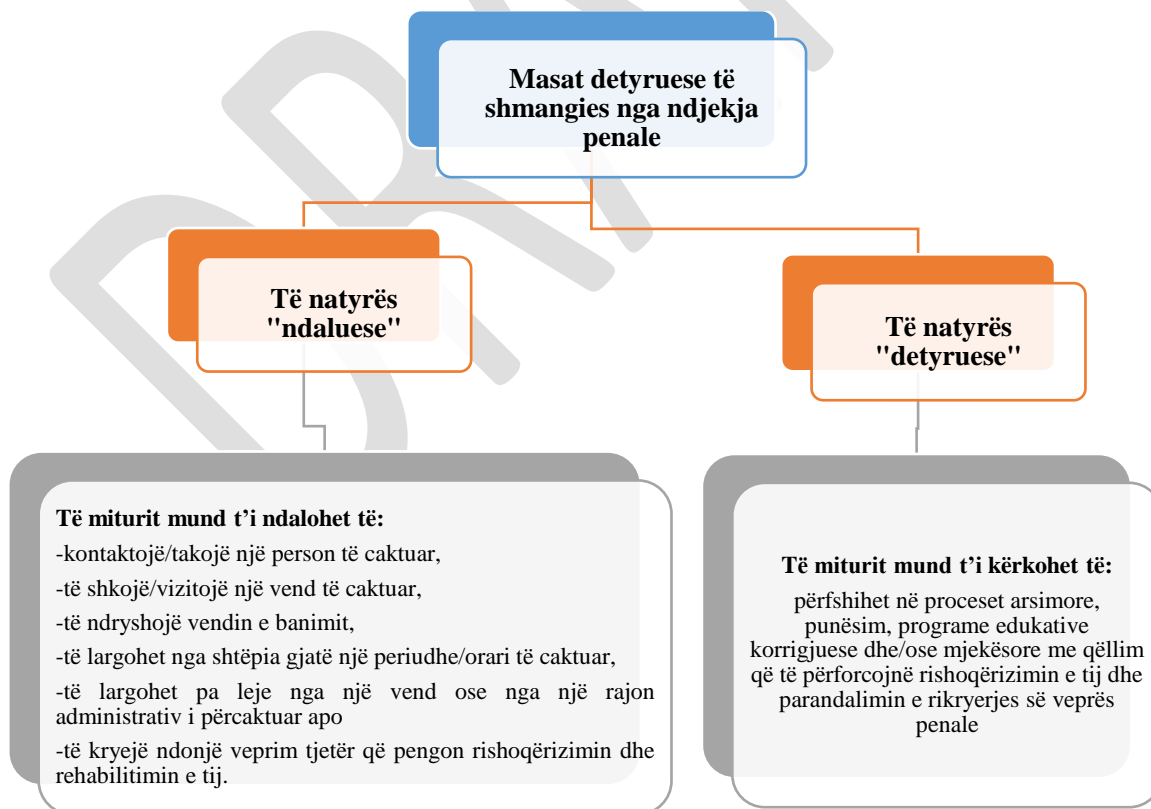 Masat detyruese të
shmangies nga ndjekja
penale
Të natyrës
"ndaluese"
Të natyrës
"detyruese"
Të miturit mund t’i ndalohet të:
-kontaktojë/takojë një person të caktuar,
-të shkojë/vizitojë një vend të caktuar,
-të ndryshojë vendin e banimit,
-të largohet nga shtëpia gjatë një periudhe/orari të caktuar,
-të largohet pa leje nga një vend ose nga një rajon
administrativ i përcaktuar apo
-të kryejë ndonjë veprim tjetër që pengon rishoqërizimin dhe
rehabilitimin e tij.
Të miturit mund t’i kërkohet të:
përfshihet në proceset arsimore,
punësim, programe edukative
korrigjuese dhe/ose mjekësore me qëllim
që të përforcojnë rishoqërizimin e tij dhe
parandalimin e rikryerjes së veprës
penale